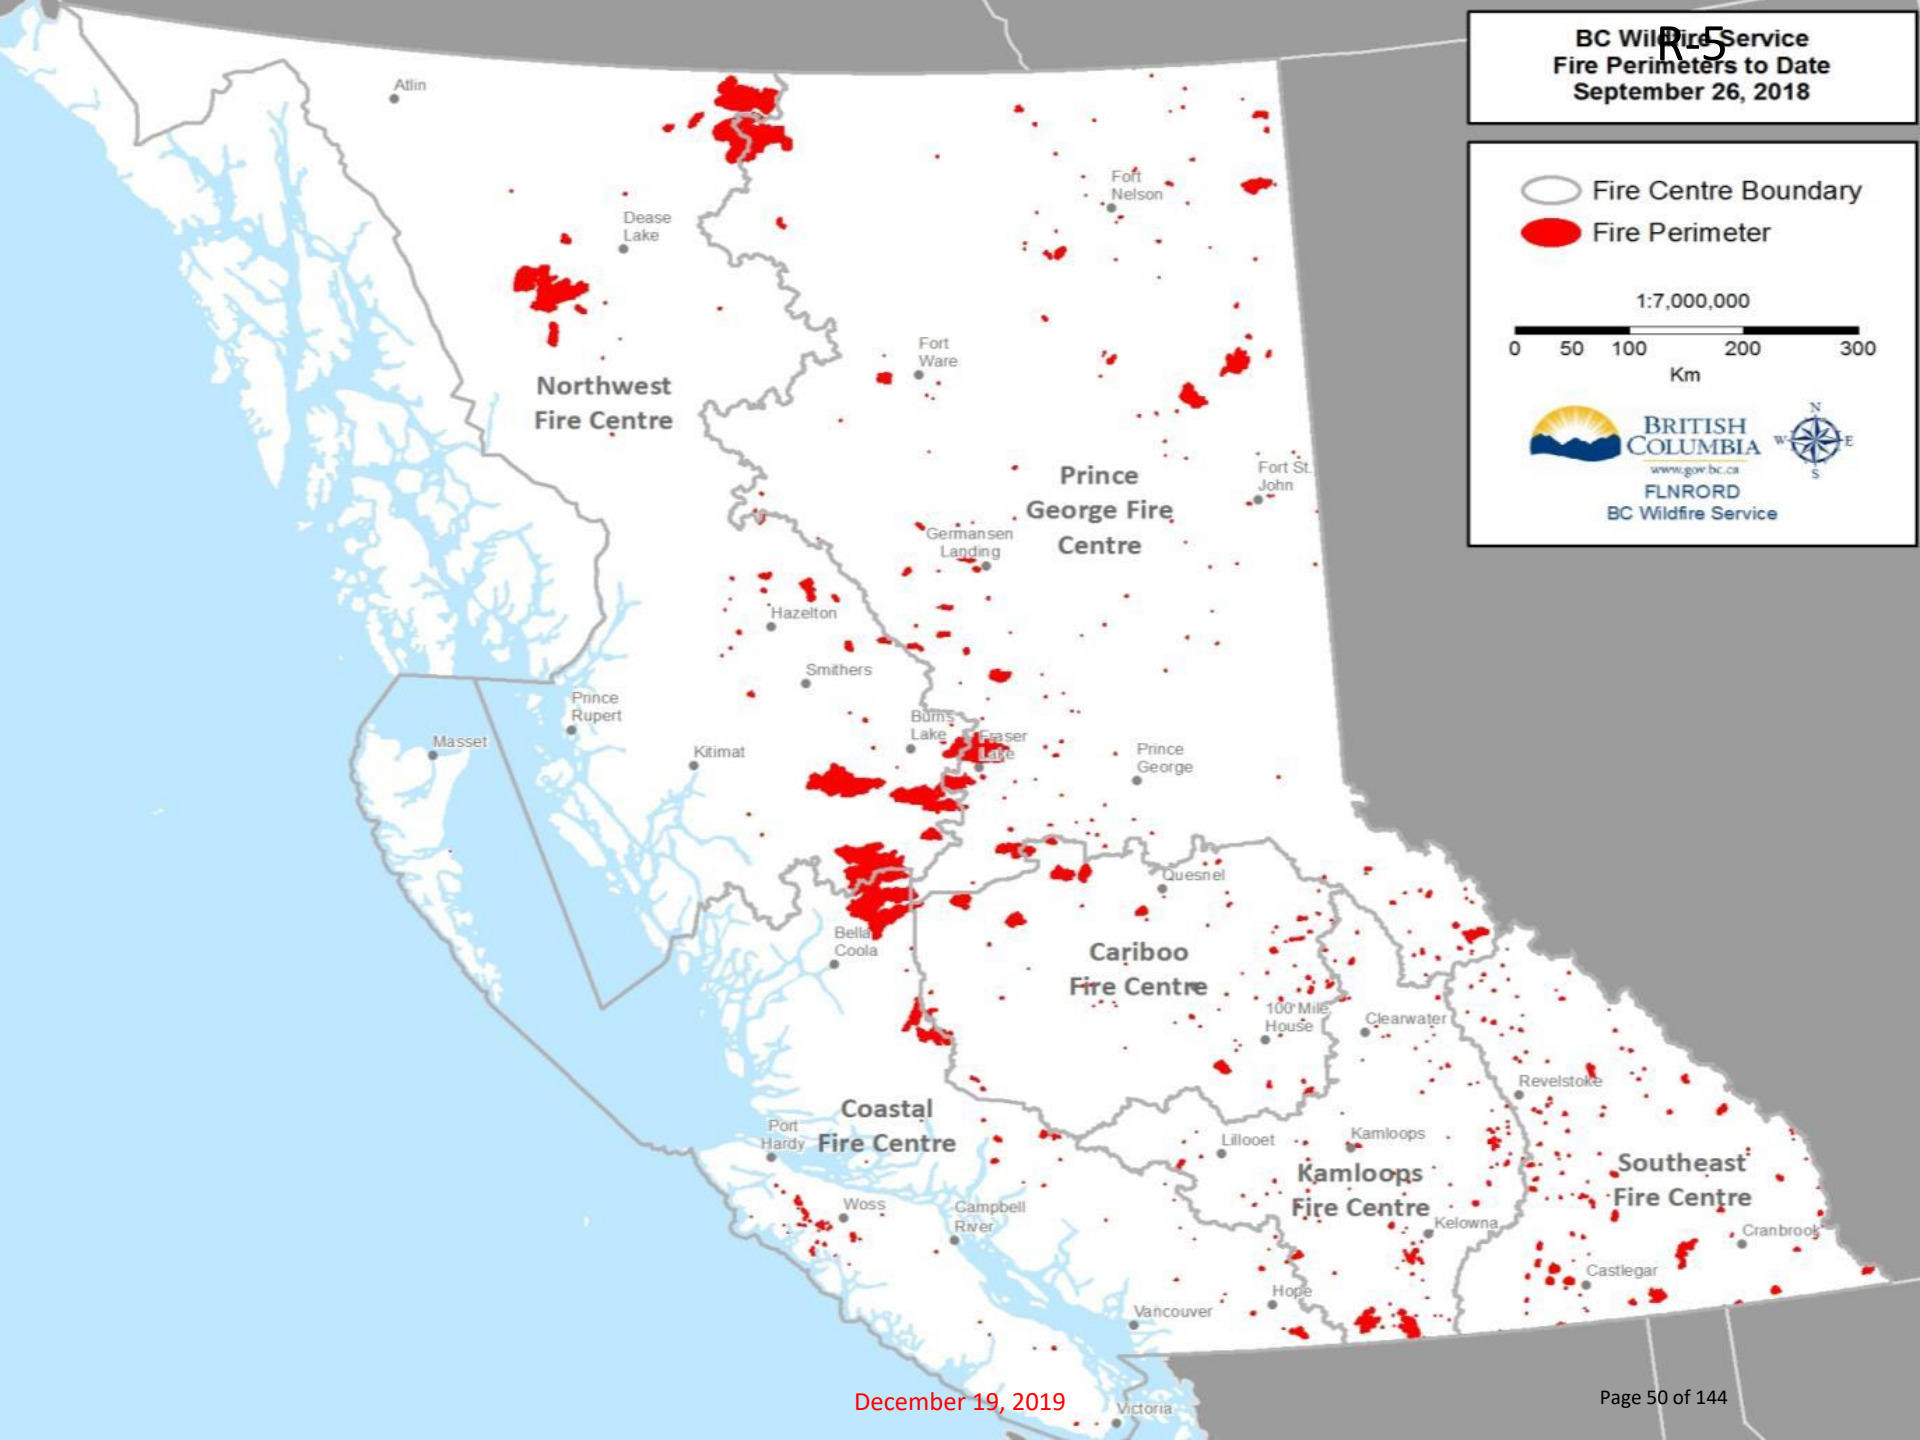 R-5
BC Wildfire Service
Fire Perimeters to Date
September 26, 2018
Fire Centre Boundary
Fire Perimeter
1:7,000,000
0 50 100 200 300
Km
BRITISH
COLUMBIA
www.gov.bc.ca
FLNRORD
BC Wildfire Service
N
W
E
S
Atlin
Dease
Lake
Fort
Nelson
Fort
Ware
Northwest
Fire Centre
Prince
George Fire
Centre
Fort St.
John
Germansen
Landing
Hazelton
Smithers
Prince
Rupert
Masset
Kitimat
Burns
Lake
Fraser
Lake
Prince
George
Quesnel
Bella
Coola
Cariboo
Fire Centre
100 Mile
House
Clearwater
Revelstoke
Coastal
Fire Centre
Port
Hardy
Lillooet
Kamloops
Kamloops
Fire Centre
Southeast
Fire Centre
Woss
Campbell
River
Kelowna
Cranbrook
Castlegar
Hope
Vancouver
Victoria
December 19, 2019
Page 50 of 144